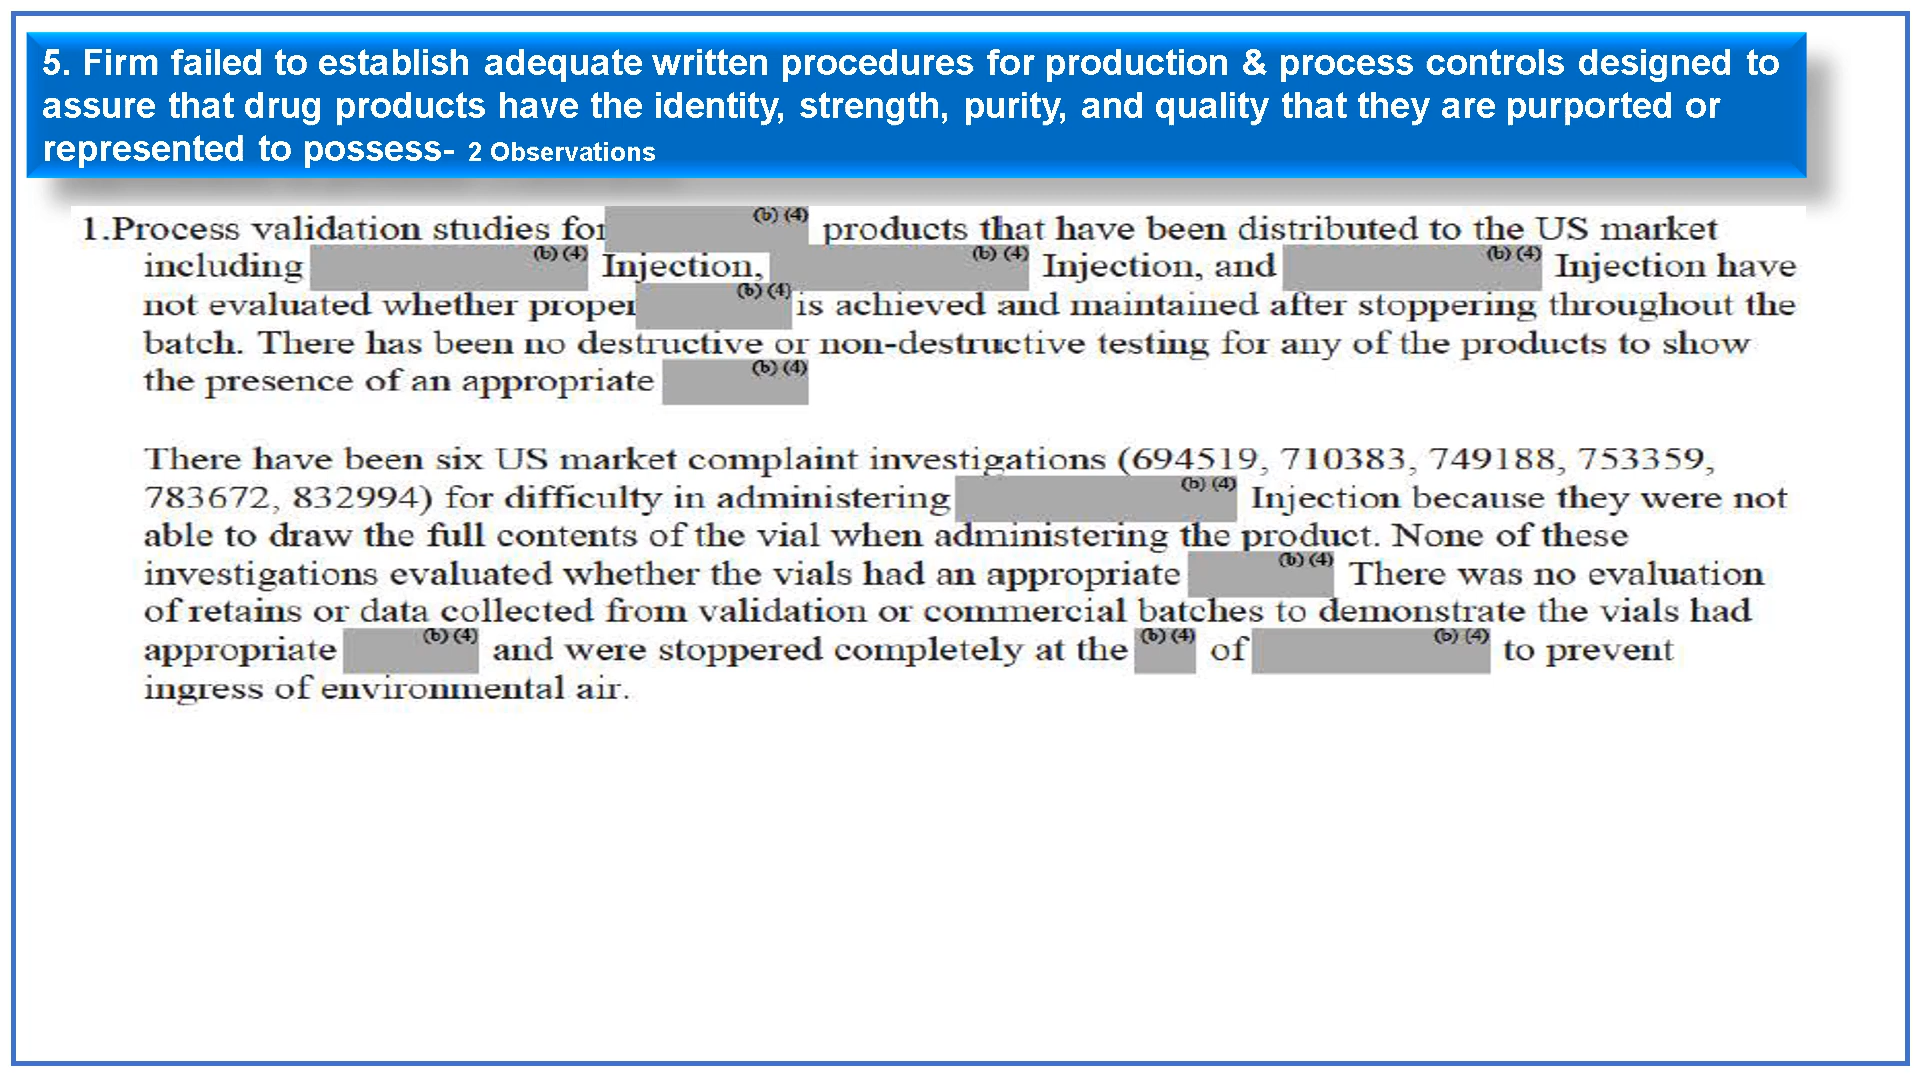 5. Firm failed to establish adequate written procedures for production & process controls designed to
assure that drug products have the identity, strength, purity, and quality that they are purported or
represented to possess- 2 Observations
1.Process validation studies for (b) (4) products that have been distributed to the US market
including (b) (4) Injection, (b) (4) Injection, and (b) (4) Injection have
not evaluated whether proper (b) (4) is achieved and maintained after stoppering throughout the
batch. There has been no destructive or non-destructive testing for any of the products to show
the presence of an appropriate (b) (4)
There have been six US market complaint investigations (694519, 710383, 749188, 753359,
783672, 832994) for difficulty in administering (b) (4) Injection because they were not
able to draw the full contents of the vial when administering the product. None of these
investigations evaluated whether the vials had an appropriate (b) (4) There was no evaluation
of retains or data collected from validation or commercial batches to demonstrate the vials had
appropriate (b) (4) and were stoppered completely at the (b) (4) of (b) (4) to prevent
ingress of environmental air.